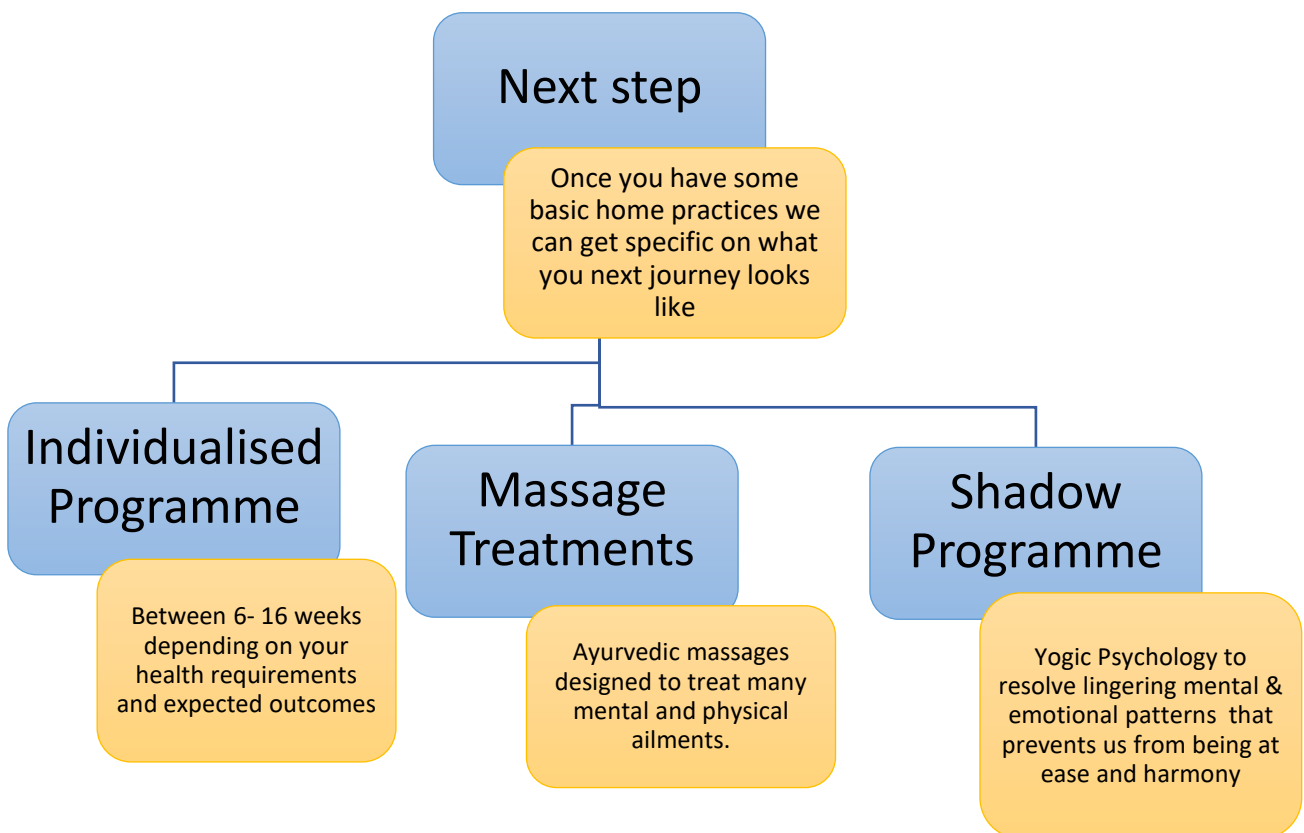 Next step
Once you have some
basic home practices we
can get specific on what
you next journey looks
like
Individualised
Programme
Between 6- 16 weeks
depending on your
health requirements
and expected outcomes
Massage
Treatments
Ayurvedic massages
designed to treat many
mental and physical
ailments.
Shadow
Programme
Yogic Psychology to
resolve lingering mental &
emotional patterns  that
prevents us from being at
ease and harmony